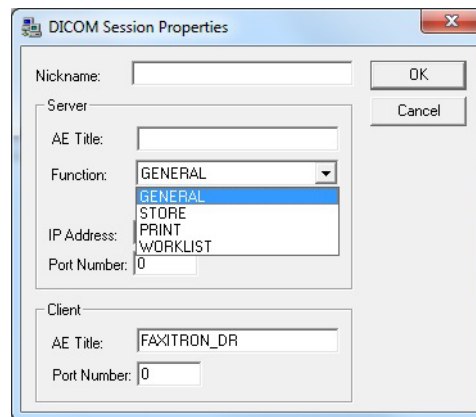 DICOM Session Properties
Nickname:
OK
Server
Cancel
AE Title:
Function: GENERAL
GENERAL
STORE
PRINT
IP Address:
WORKLIST
Port Number: 0
Client
AE Title: FAXITRON_DR
Port Number: 0